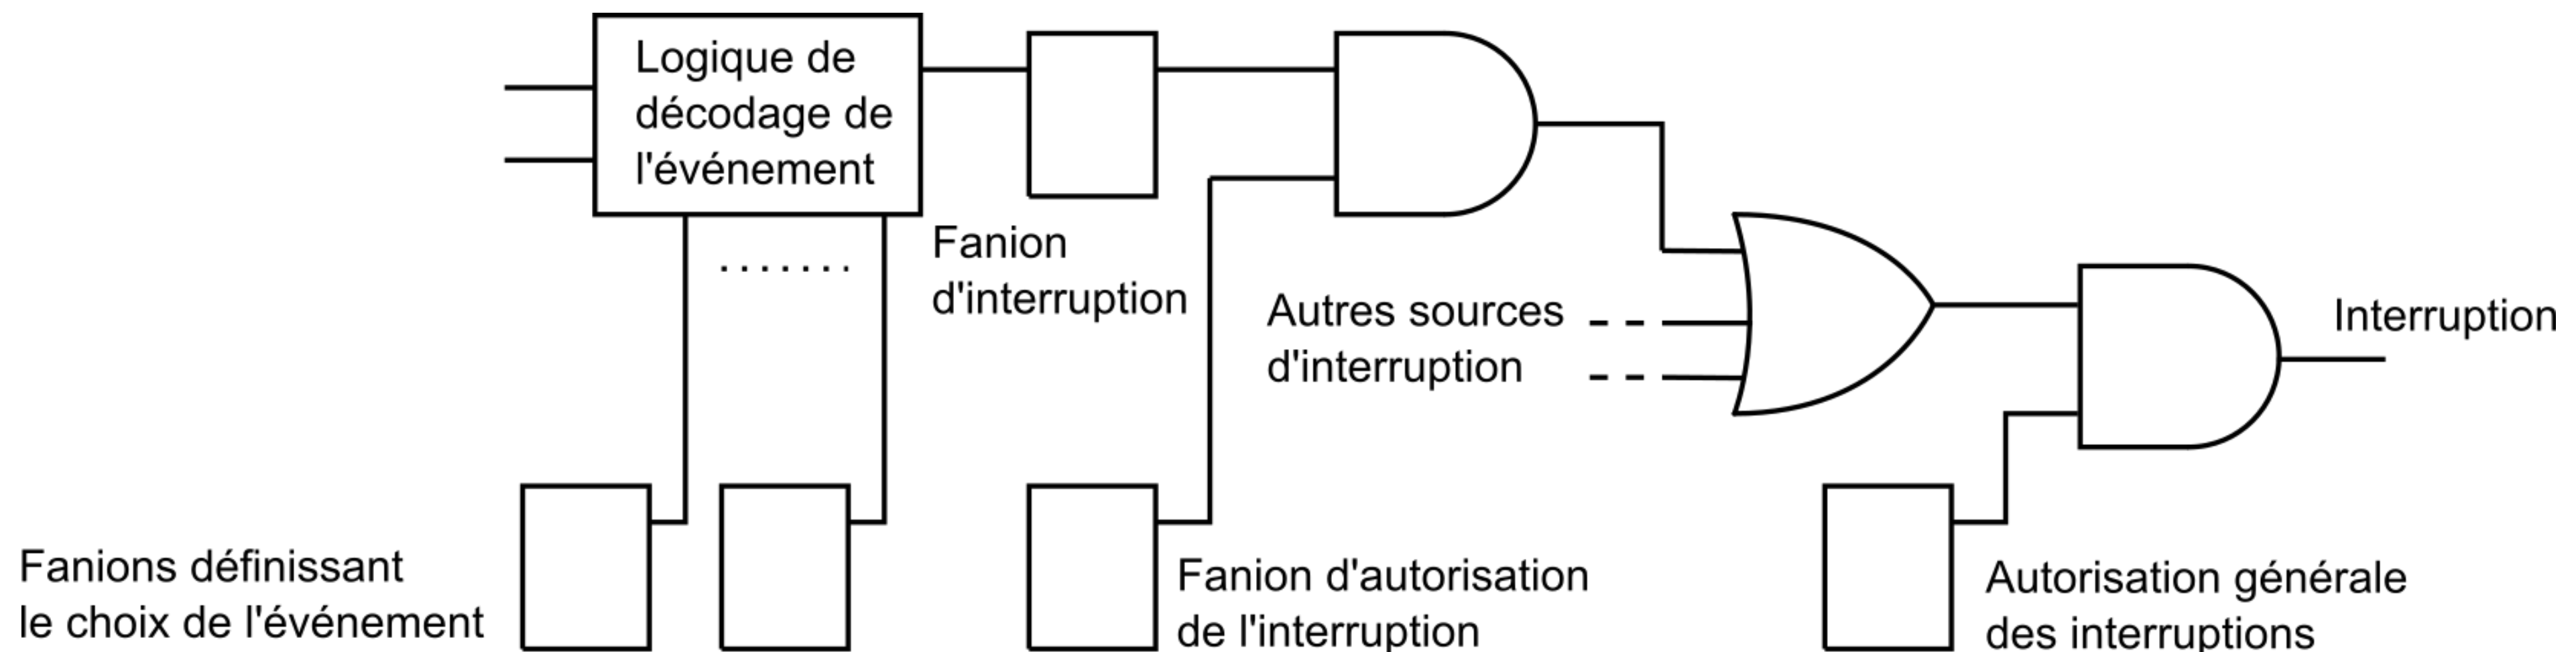 Logique de
décodage de
l'événement
Fanion
d'interruption
Autres sources
d'interruption
Interruption
Fanions définissant
le choix de l'événement
Fanion d'autorisation
de l'interruption
Autorisation générale
des interruptions